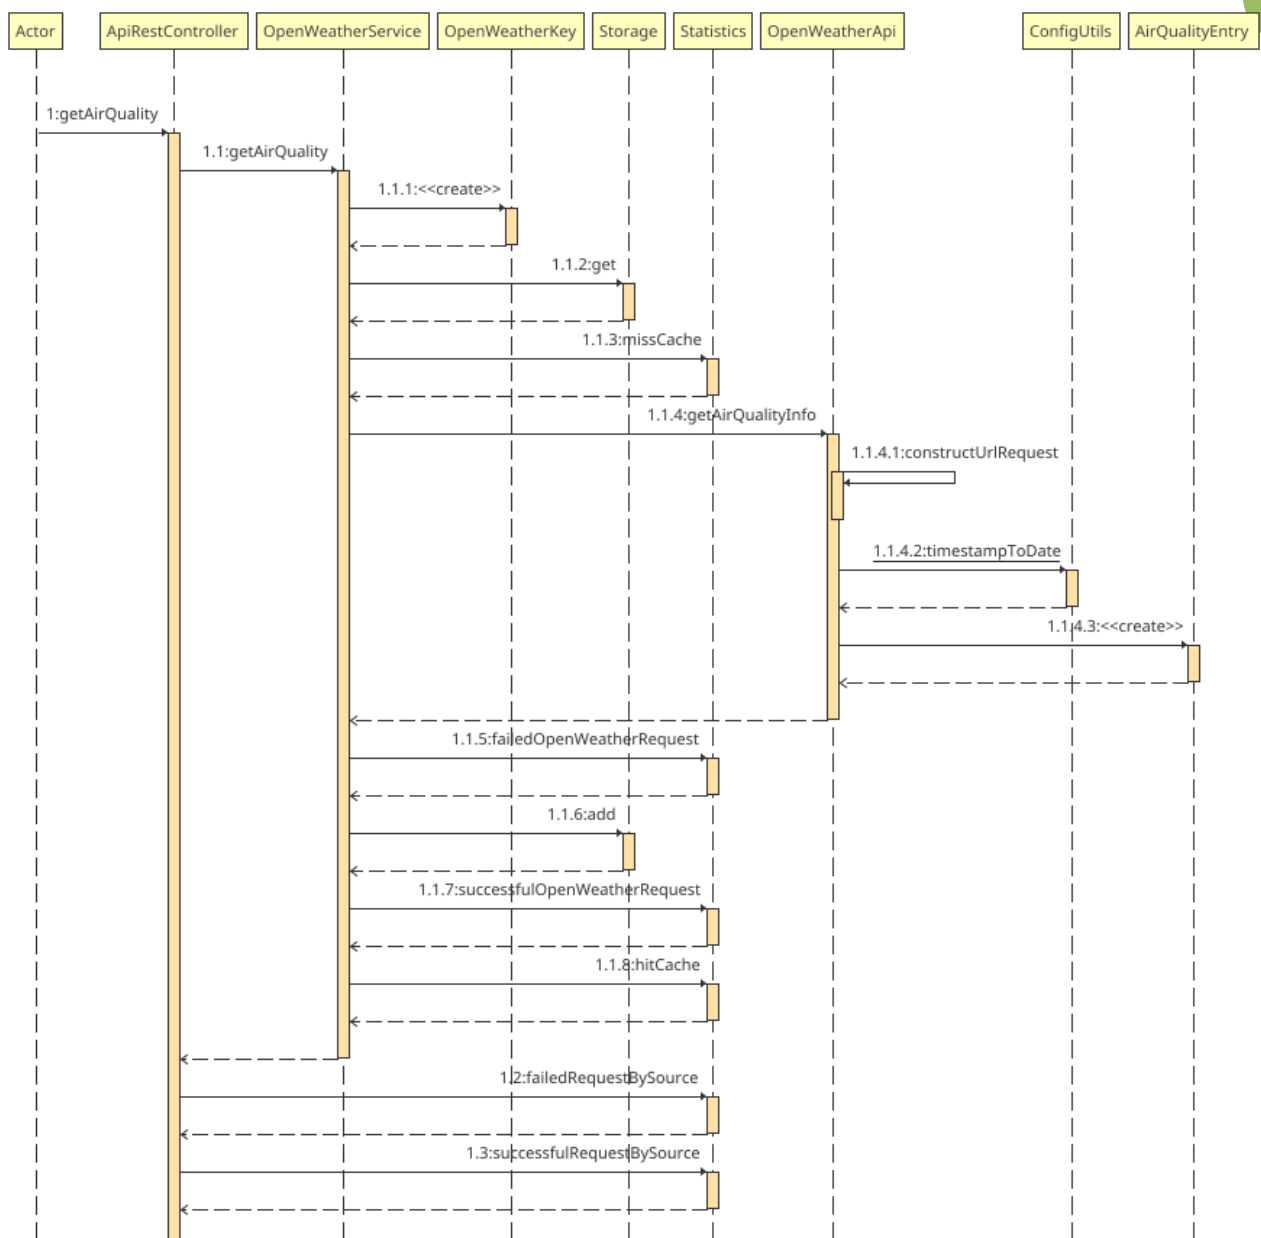 Actor
ApiRestController
OpenWeatherService
OpenWeatherKey
Storage
Statistics
OpenWeatherApi
ConfigUtils
AirQualityEntry
1:getAirQuality
1.1:getAirQuality
1.1.1:<<create>>
1.1.2:get
1.1.3:missCache
1.1.4:getAirQualityInfo
1.1.4.1:constructUrlRequest
1.1.4.2:timestampToDate
1.1.4.3:<<create>>
1.1.5:failedOpenWeatherRequest
1.1.6:add
1.1.7:successfulOpenWeatherRequest
1.1.8:hitCache
1.2:failedRequestBySource
1.3:successfulRequestBySource